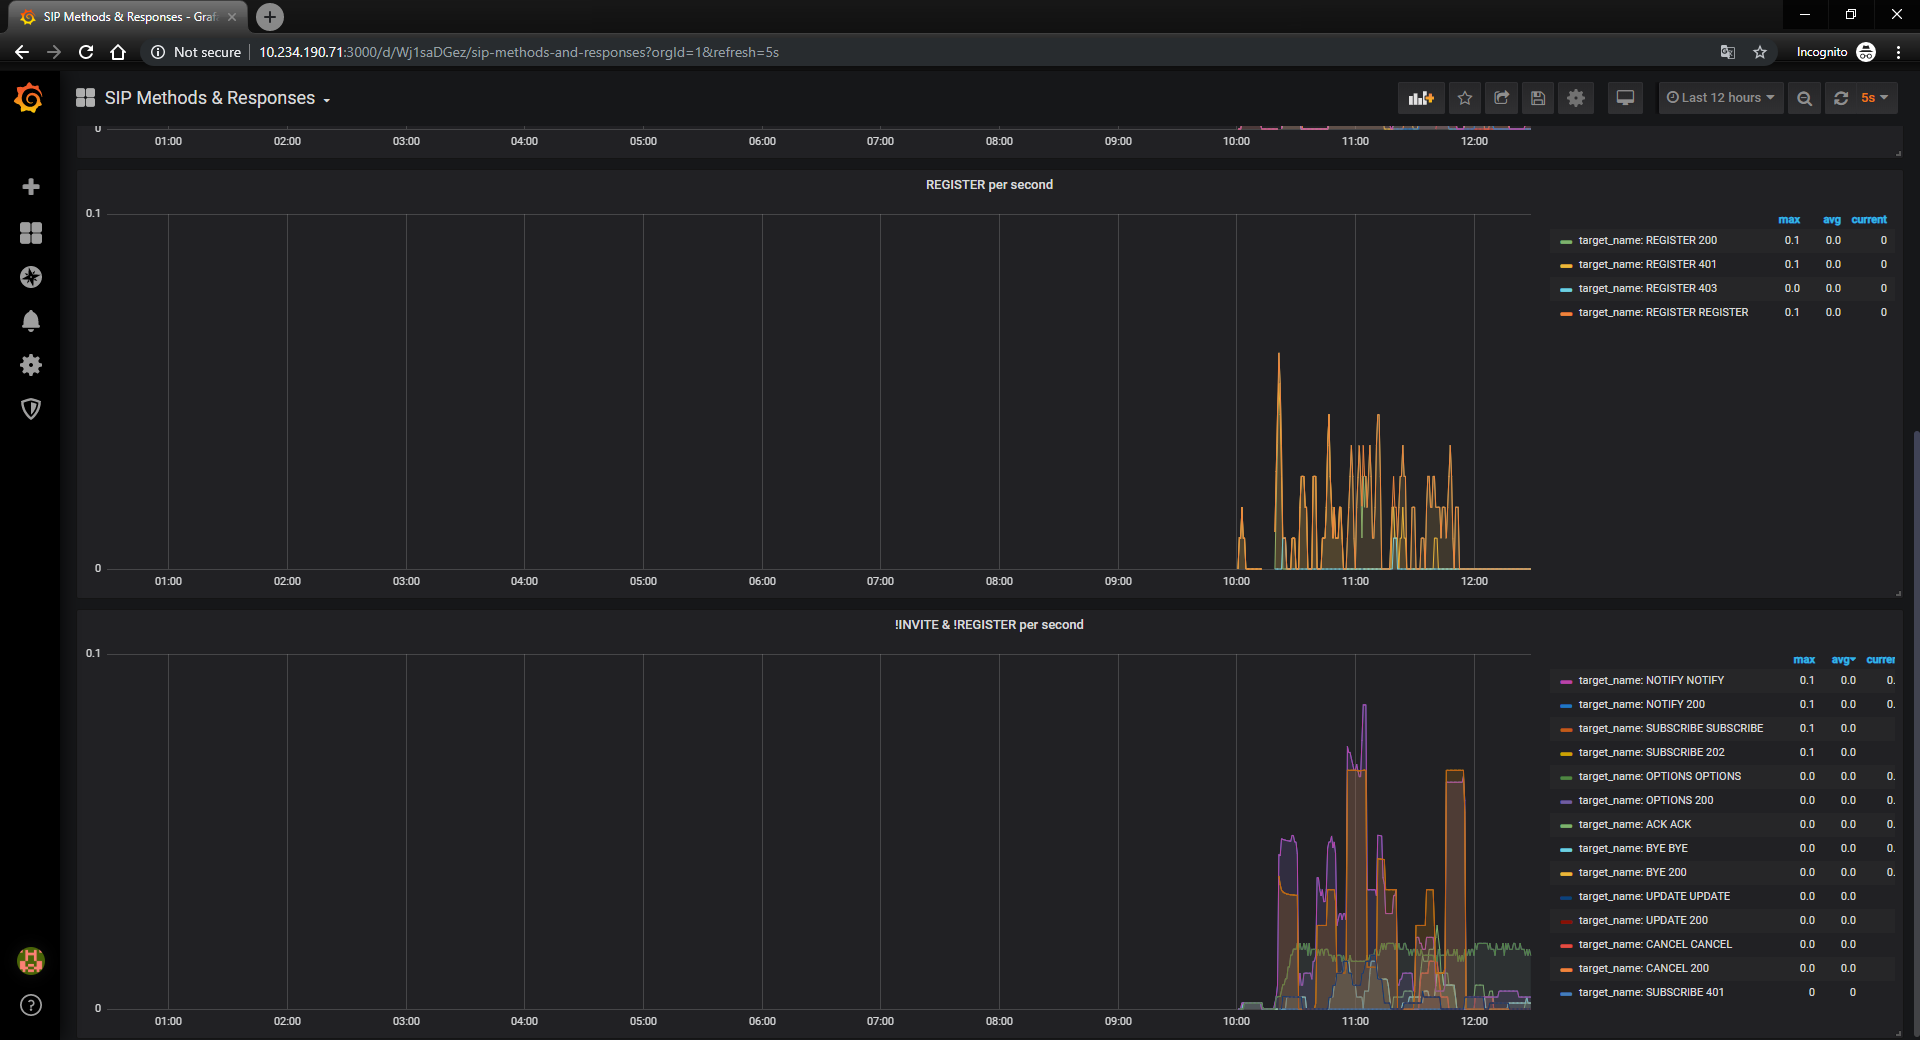 SIP Methods & Responses - Graf
Not secure 10.234.190.71:3000/d/Wj1saDGez/sip-methods-and-responses?orgId=1&refresh=5s Incognito
SIP Methods & Responses Last 12 hours 5s
0
01:00 02:00 03:00 04:00 05:00 06:00 07:00 08:00 09:00 10:00 11:00 12:00
REGISTER per second
0.1
max avg current
target_name: REGISTER 200 0.1 0.0 0
target_name: REGISTER 401 0.1 0.0 0
target_name: REGISTER 403 0.0 0.0 0
target_name: REGISTER REGISTER 0.1 0.0 0
0
01:00 02:00 03:00 04:00 05:00 06:00 07:00 08:00 09:00 10:00 11:00 12:00
!INVITE & !REGISTER per second
0.1
max avg curren
target_name: NOTIFY NOTIFY 0.1 0.0 0.
target_name: NOTIFY 200 0.1 0.0 0.
target_name: SUBSCRIBE SUBSCRIBE 0.1 0.0
target_name: SUBSCRIBE 202 0.1 0.0
target_name: OPTIONS OPTIONS 0.0 0.0 0.
target_name: OPTIONS 200 0.0 0.0 0.
target_name: ACK ACK 0.0 0.0 0.
target_name: BYE BYE 0.0 0.0 0.
target_name: BYE 200 0.0 0.0 0.
target_name: UPDATE UPDATE 0.0 0.0
target_name: UPDATE 200 0.0 0.0
target_name: CANCEL CANCEL 0.0 0.0
target_name: CANCEL 200 0.0 0.0
target_name: SUBSCRIBE 401 0 0
0
01:00 02:00 03:00 04:00 05:00 06:00 07:00 08:00 09:00 10:00 11:00 12:00